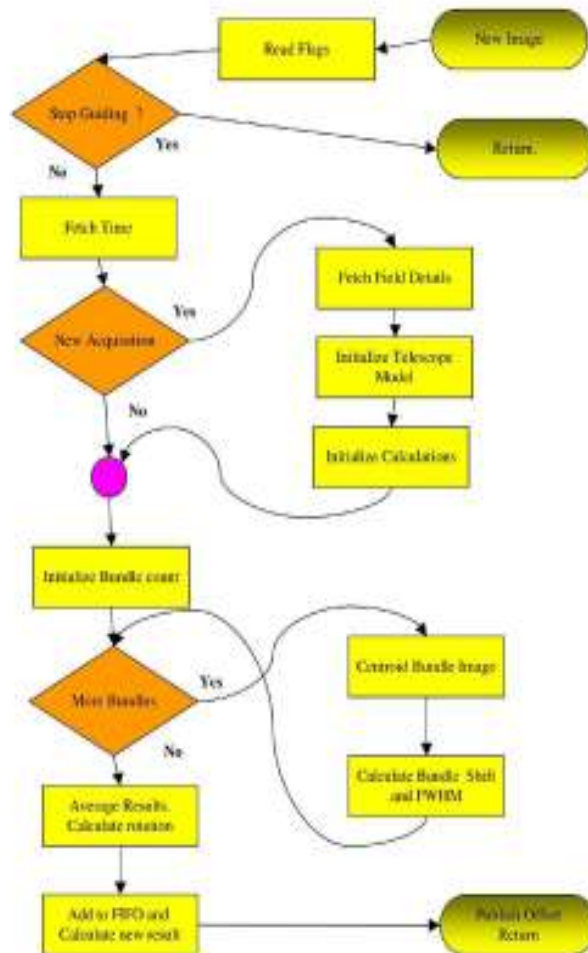 New Image
Read Flags
Stop Guiding ?
Yes
Return.
No
Fetch Time
Yes
Fetch Field Details
New Acquisition
Initialize Telescope
Model
No
Initialize Calculations
Initialize Bundle count
Yes
Centroid Bundle Image
More Bundles
No
Calculate Bundle Shift
and FWHM
Average Results.
Calculate rotation
Add to FIFO and
Calculate new result
Publish Offset
Return